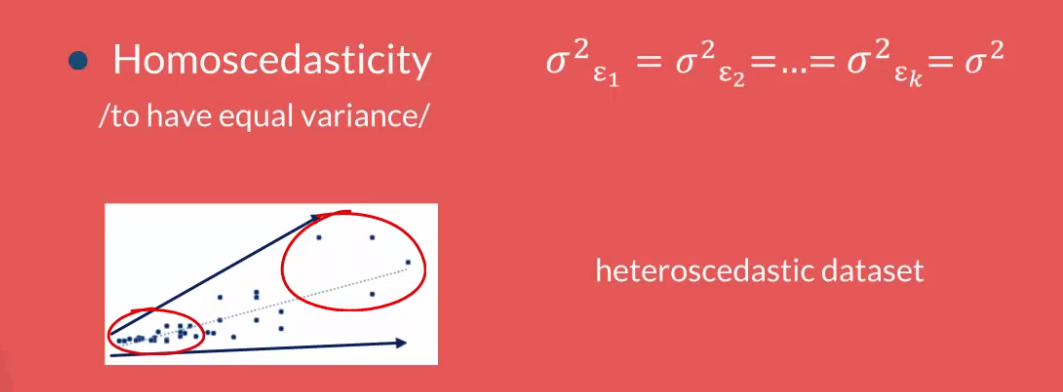 Homoscedasticity
/to have equal variance/
σ²ε₁ = σ²ε₂=...= σ²εₖ= σ²
heteroscedastic dataset